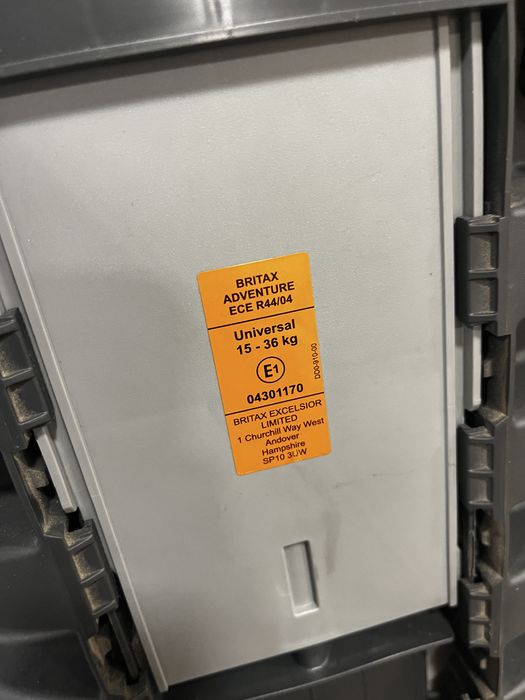 BRITAX
ADVENTURE
ECE R44/04
Universal
15 - 36 kg
E1
04301170
D00-910-00
BRITAX EXCELSIOR
LIMITED
1 Churchill Way West
Andover
Hampshire
SP10 3UW